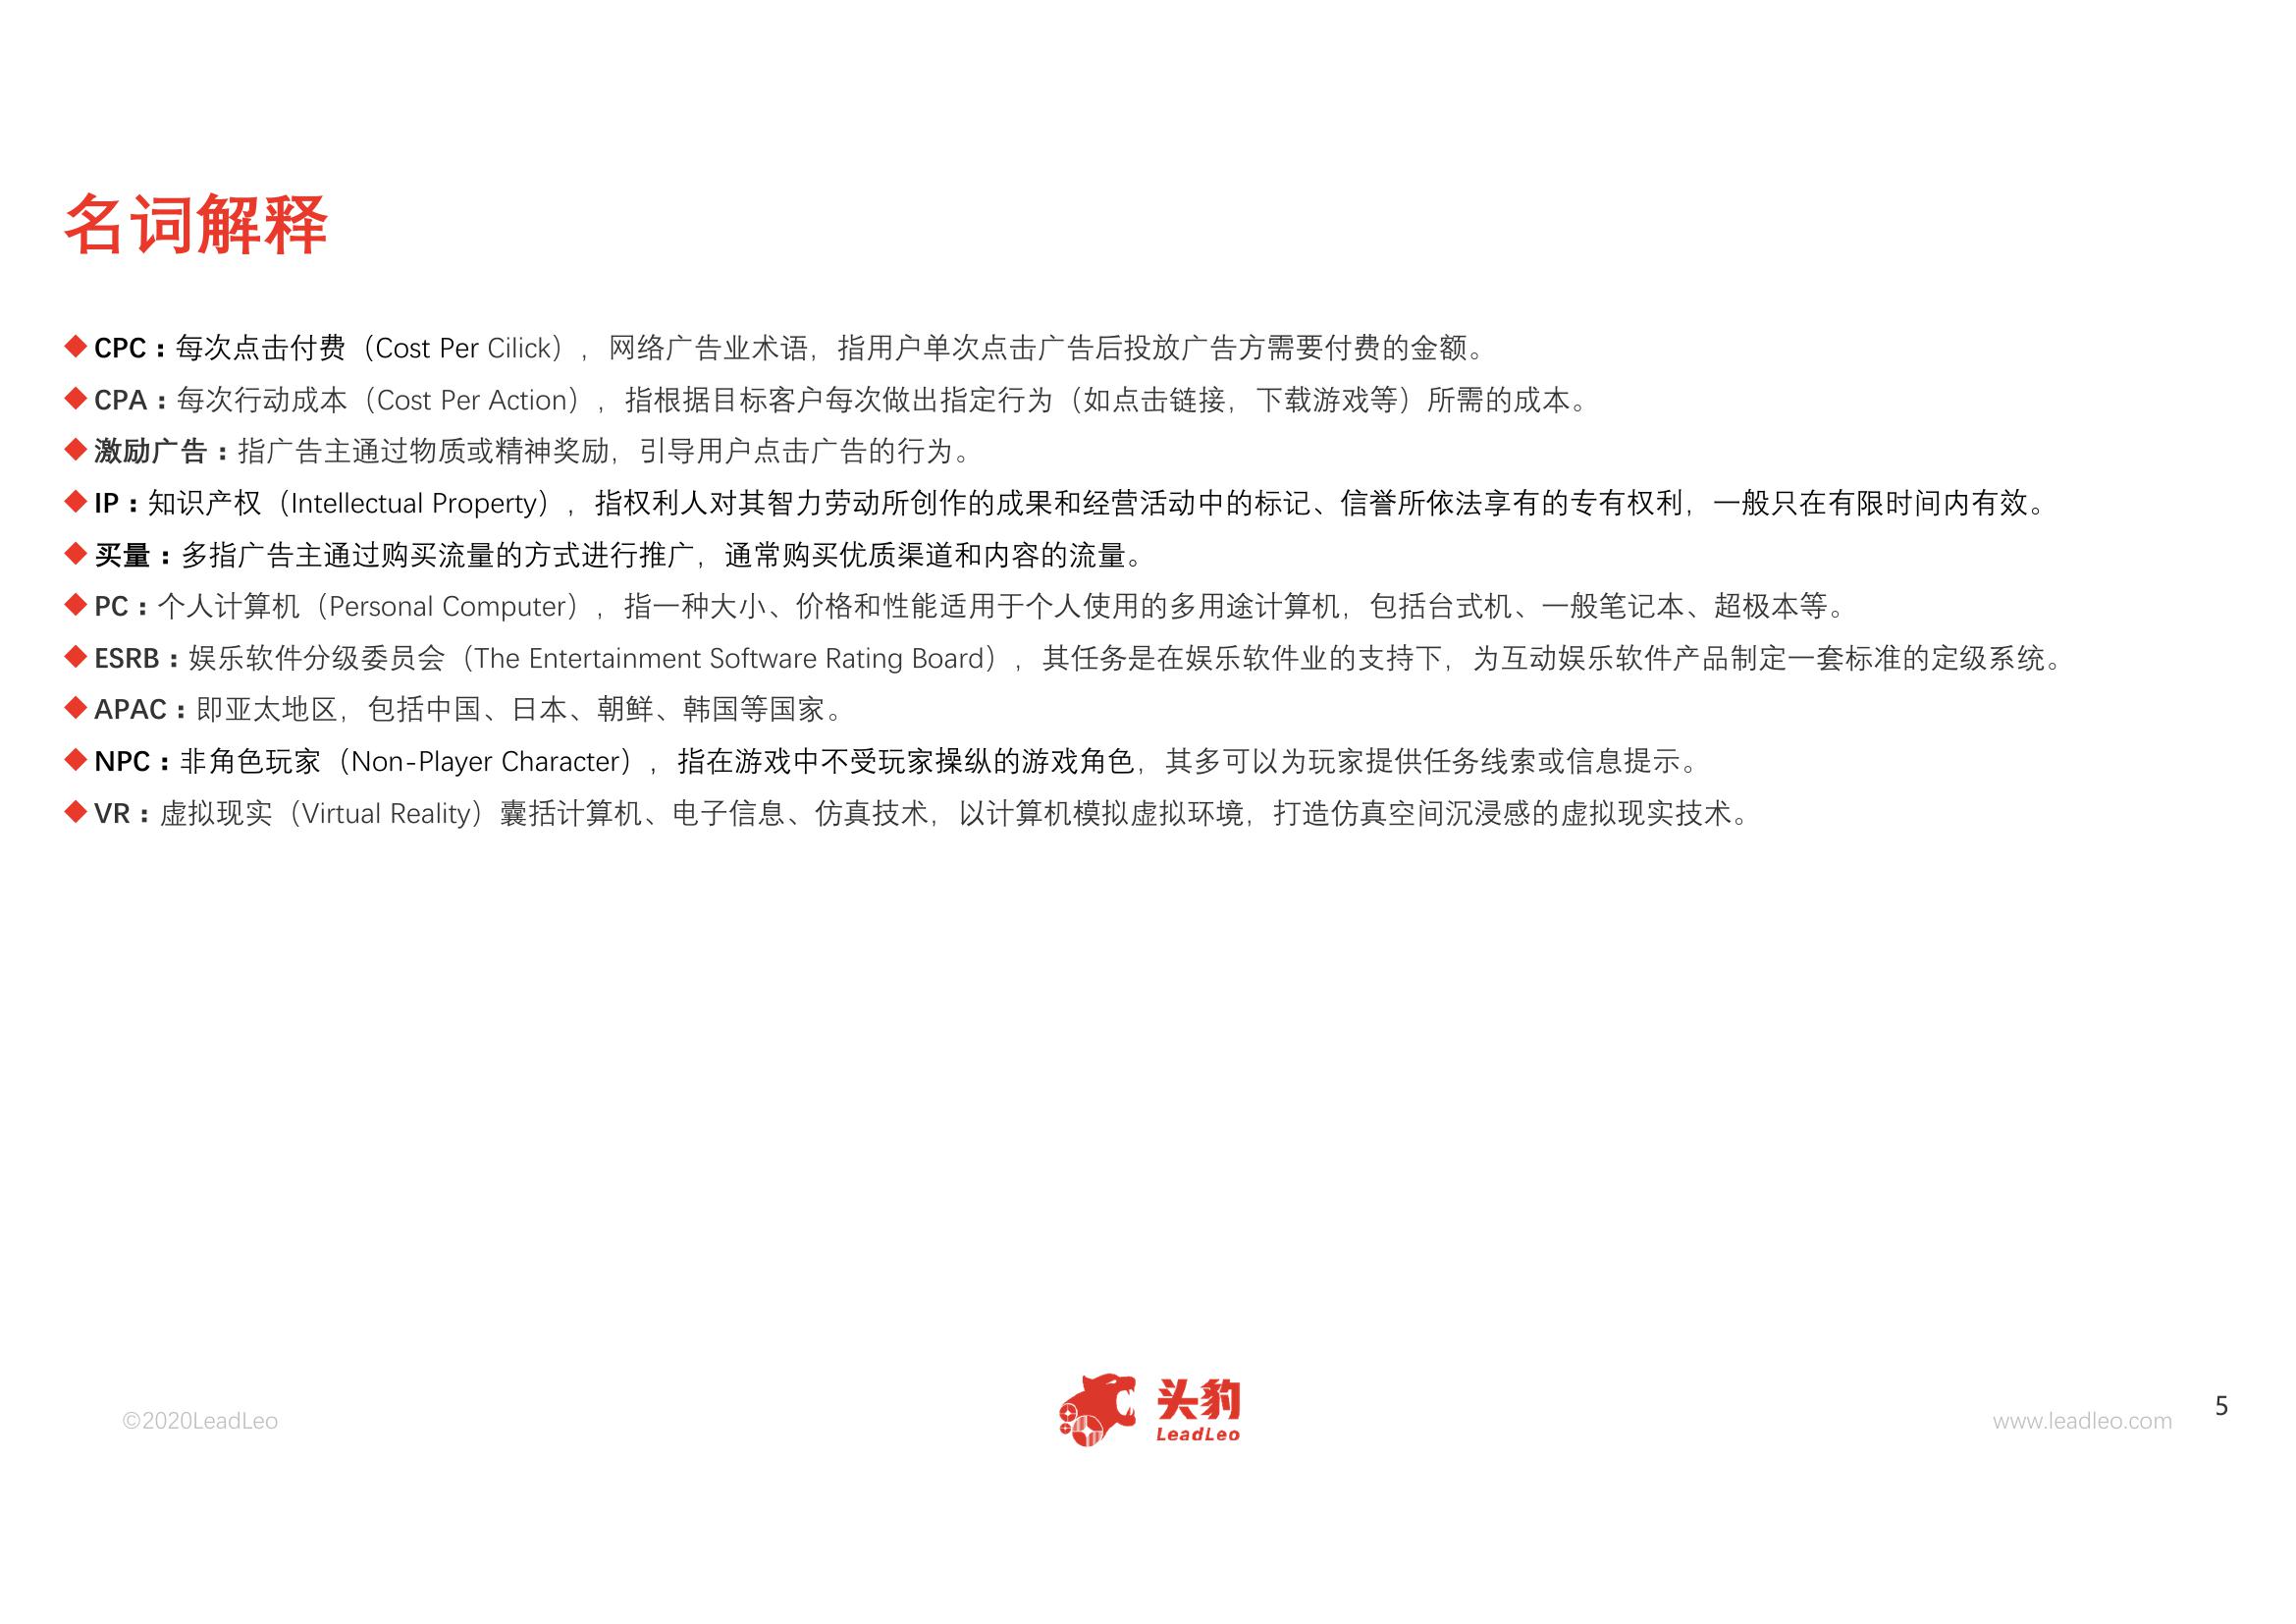 名词解释
◆ CPC：每次点击付费（Cost Per Cilick），网络广告业术语，指用户单次点击广告后投放广告方需要付费的金额。
◆ CPA：每次行动成本（Cost Per Action），指根据目标客户每次做出指定行为（如点击链接，下载游戏等）所需的成本。
◆ 激励广告：指广告主通过物质或精神奖励，引导用户点击广告的行为。
◆ IP：知识产权（Intellectual Property），指权利人对其智力劳动所创作的成果和经营活动中的标记、信誉所依法享有的专有权利，一般只在有限时间内有效。
◆ 买量：多指广告主通过购买流量的方式进行推广，通常购买优质渠道和内容的流量。
◆ PC：个人计算机（Personal Computer），指一种大小、价格和性能适用于个人使用的多用途计算机，包括台式机、一般笔记本、超极本等。
◆ ESRB：娱乐软件分级委员会（The Entertainment Software Rating Board），其任务是在娱乐软件业的支持下，为互动娱乐软件产品制定一套标准的定级系统。
◆ APAC：即亚太地区，包括中国、日本、朝鲜、韩国等国家。
◆ NPC：非角色玩家（Non-Player Character），指在游戏中不受玩家操纵的游戏角色，其多可以为玩家提供任务线索或信息提示。
◆ VR：虚拟现实（Virtual Reality）囊括计算机、电子信息、仿真技术，以计算机模拟虚拟环境，打造仿真空间沉浸感的虚拟现实技术。
©2020LeadLeo
头豹
LeadLeo
www.leadleo.com
5